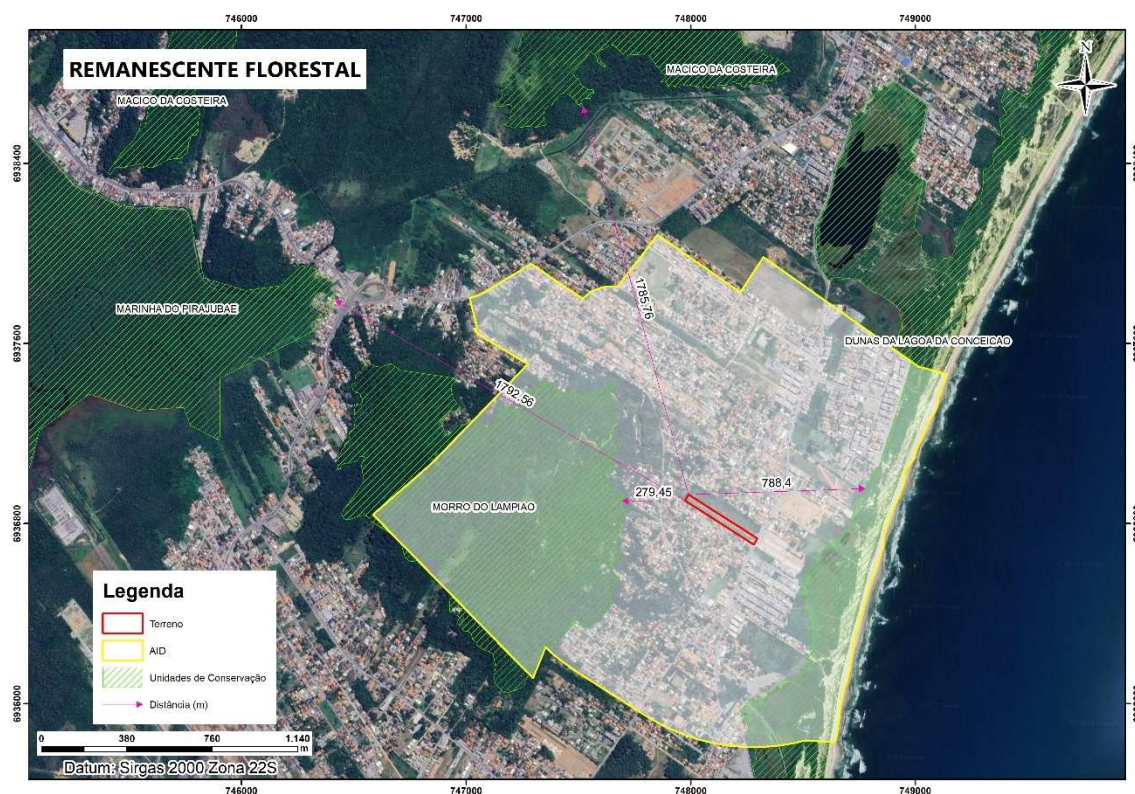 746000
747000
748000
749000
REMANESCENTE FLORESTAL
N
MACICO DA COSTEIRA
MACICO DA COSTEIRA
6938400
MARINHA DO PIRAJUBAE
1785,76
DUNAS DA LAGOA DA CONCEICAO
6937600
1792,56
279,45
788,4
MORRO DO LAMPIAO
6936800
Legenda
Terreno
AID
Unidades de Conservação
Distância (m)
6936000
0 380 760 1.140
m
Datum: Sirgas 2000 Zona 22S
746000
747000
748000
749000